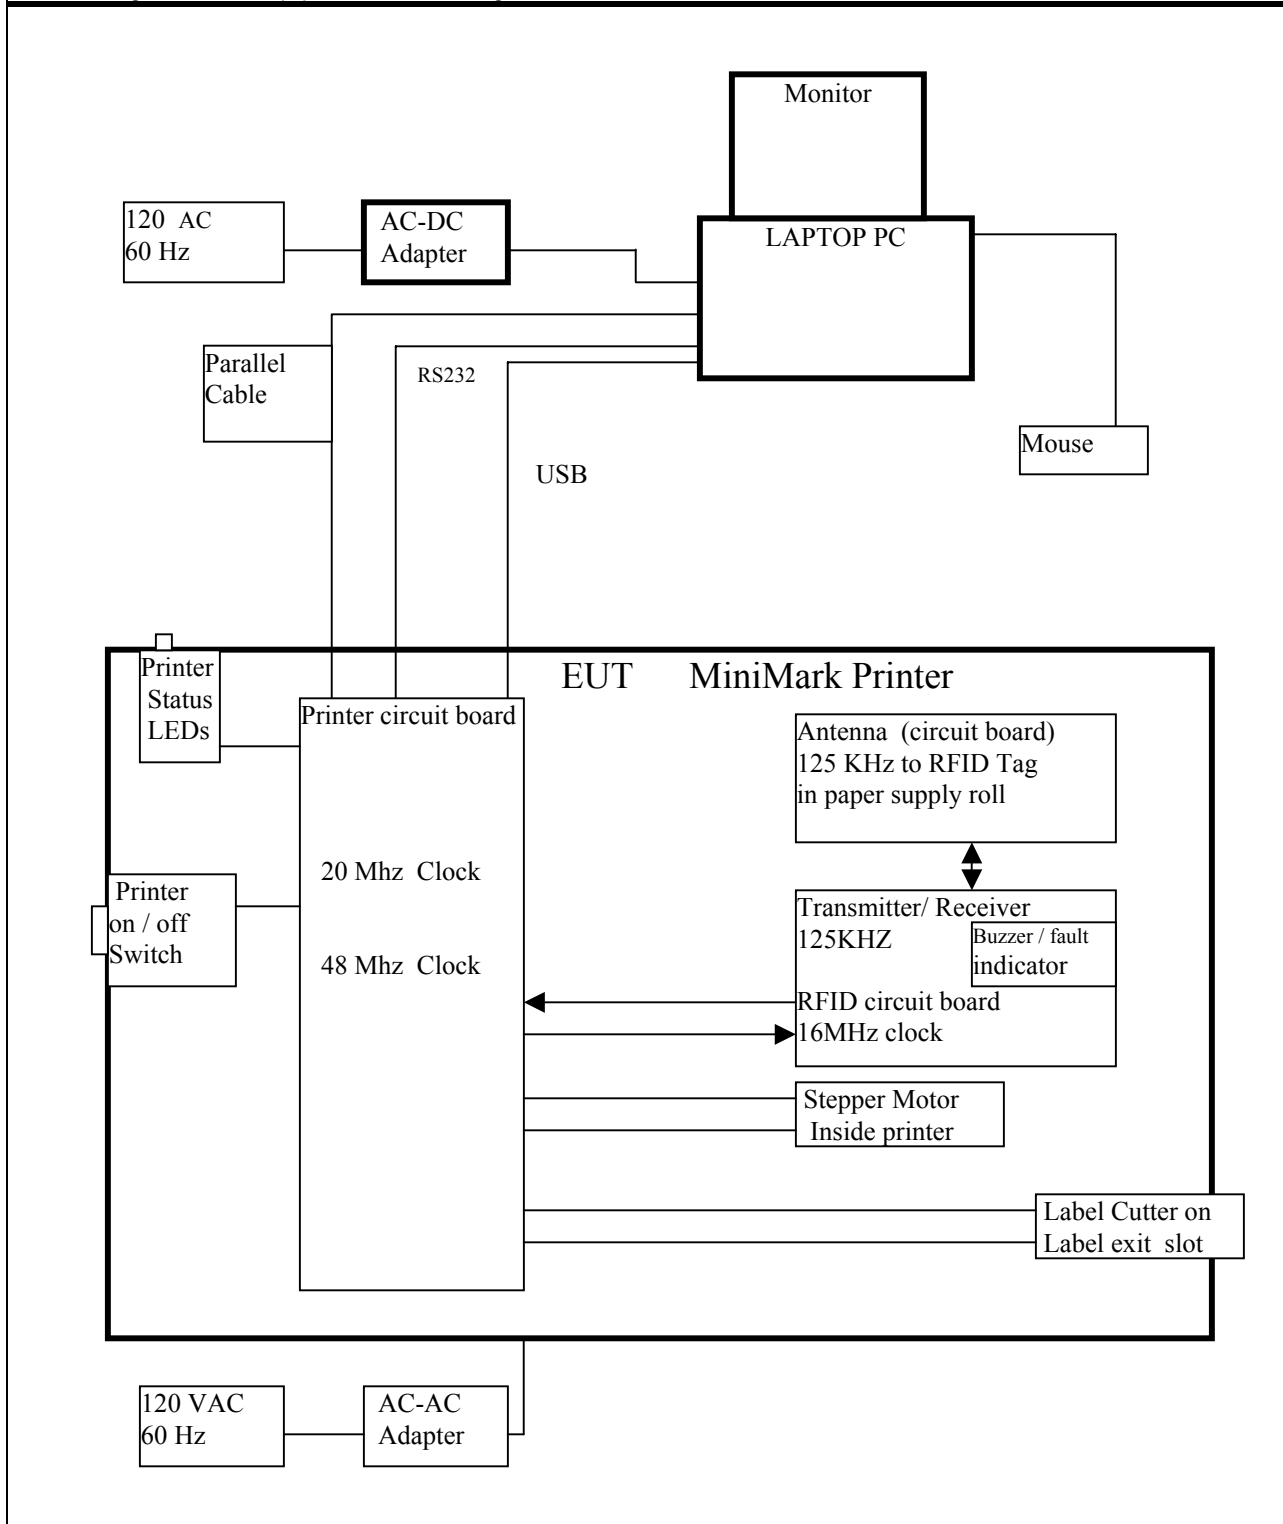 Monitor
120 AC
60 Hz
AC-DC
Adapter
LAPTOP PC
Parallel
Cable
RS232
Mouse
USB
EUT MiniMark Printer
Printer
Status
LEDs
Printer circuit board
Antenna (circuit board)
125 KHz to RFID Tag
in paper supply roll
20 Mhz Clock
Printer
on / off
Switch
48 Mhz Clock
Transmitter/ Receiver
125KHZ
Buzzer / fault
indicator
RFID circuit board
16MHz clock
Stepper Motor
Inside printer
Label Cutter on
Label exit slot
120 VAC
60 Hz
AC-AC
Adapter